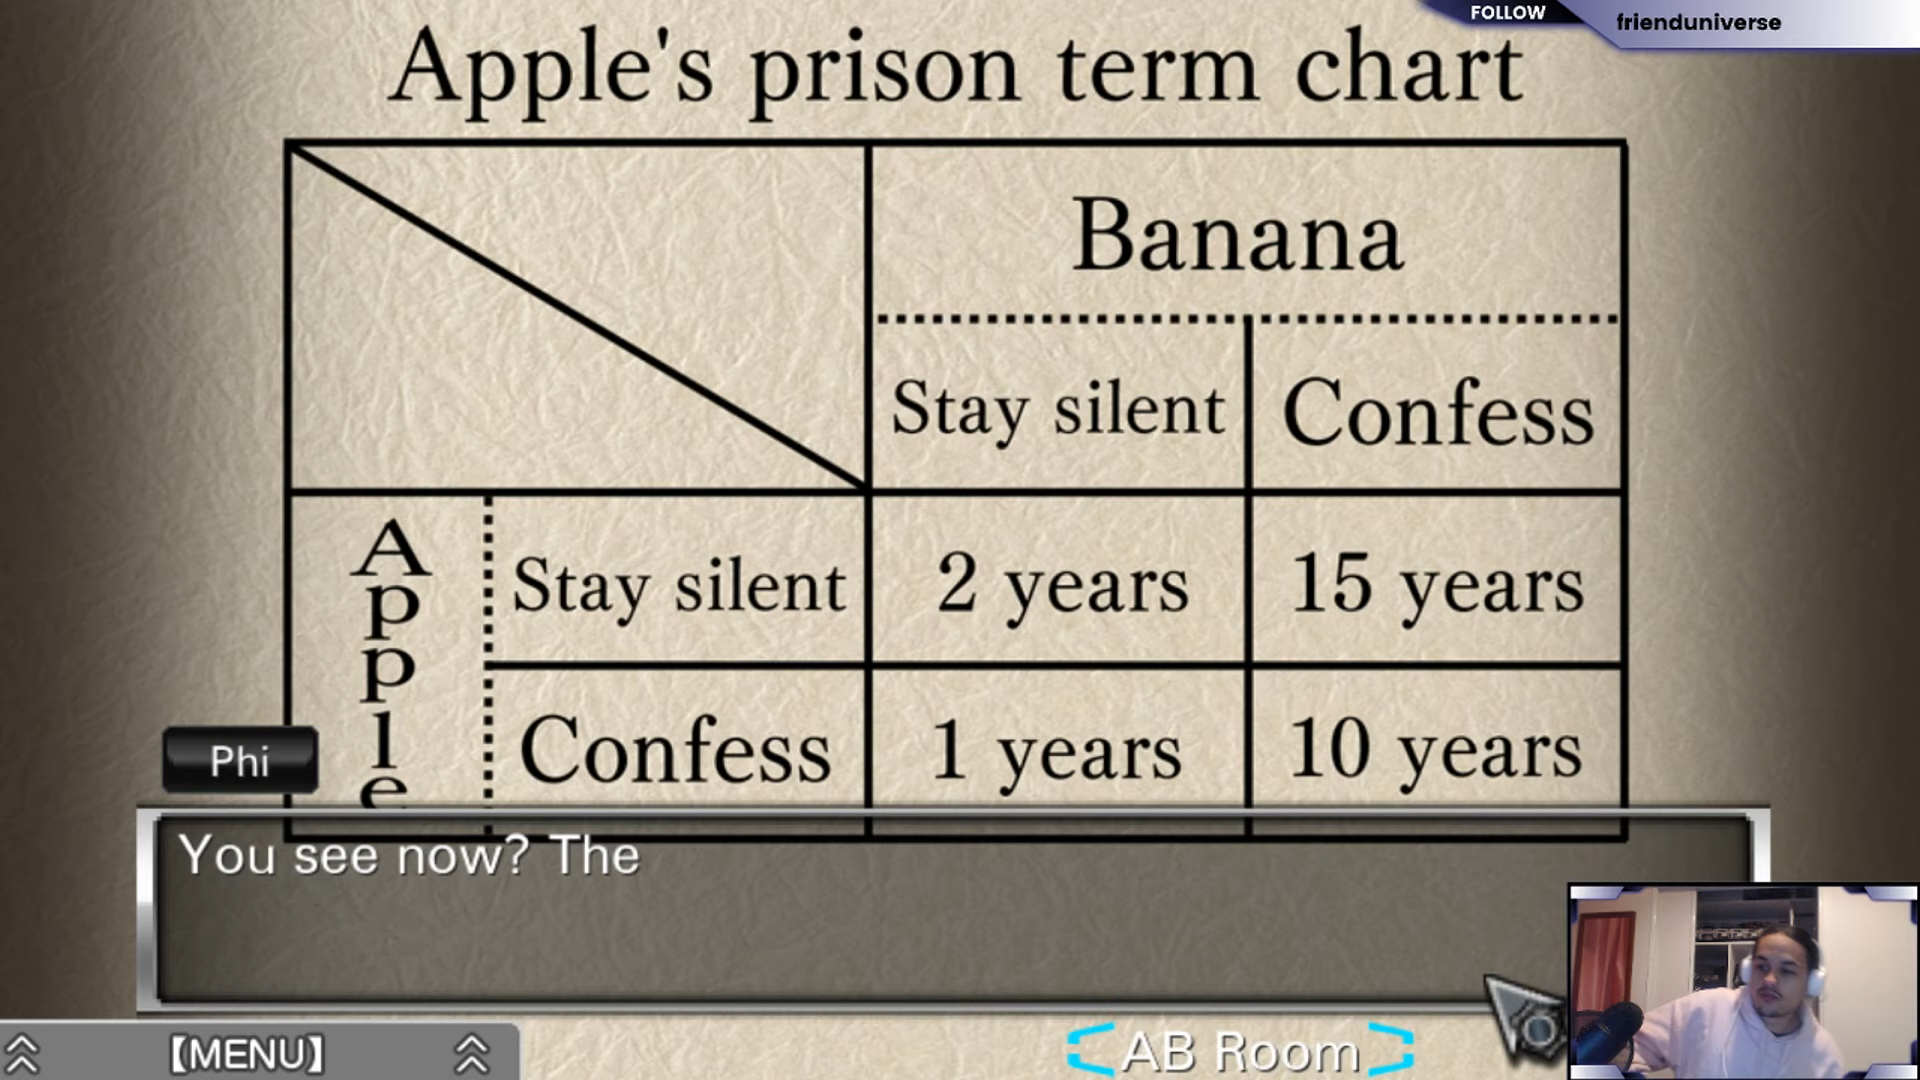 FOLLOW
frienduniverse
Apple's prison term chart
Banana
Stay silent Confess
Apple
Stay silent 2 years 15 years
Confess 1 years 10 years
Phi
You see now? The
【MENU】
AB Room